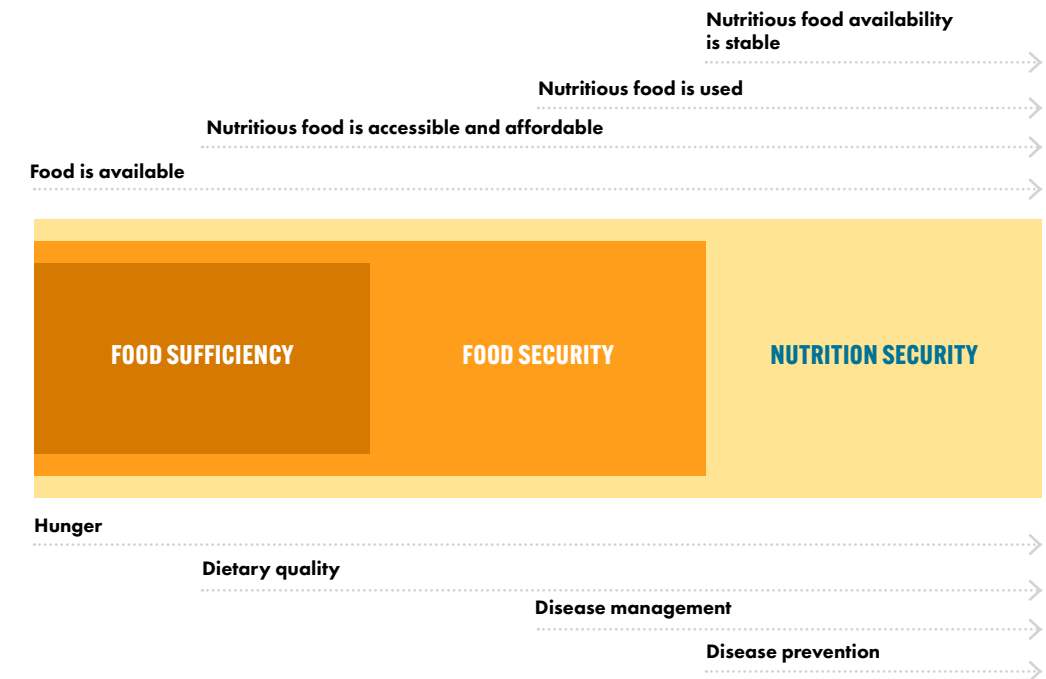 Nutritious food availability
is stable
Nutritious food is used
Nutritious food is accessible and affordable
Food is available
FOOD SUFFICIENCY
FOOD SECURITY
NUTRITION SECURITY
Hunger
Dietary quality
Disease management
Disease prevention